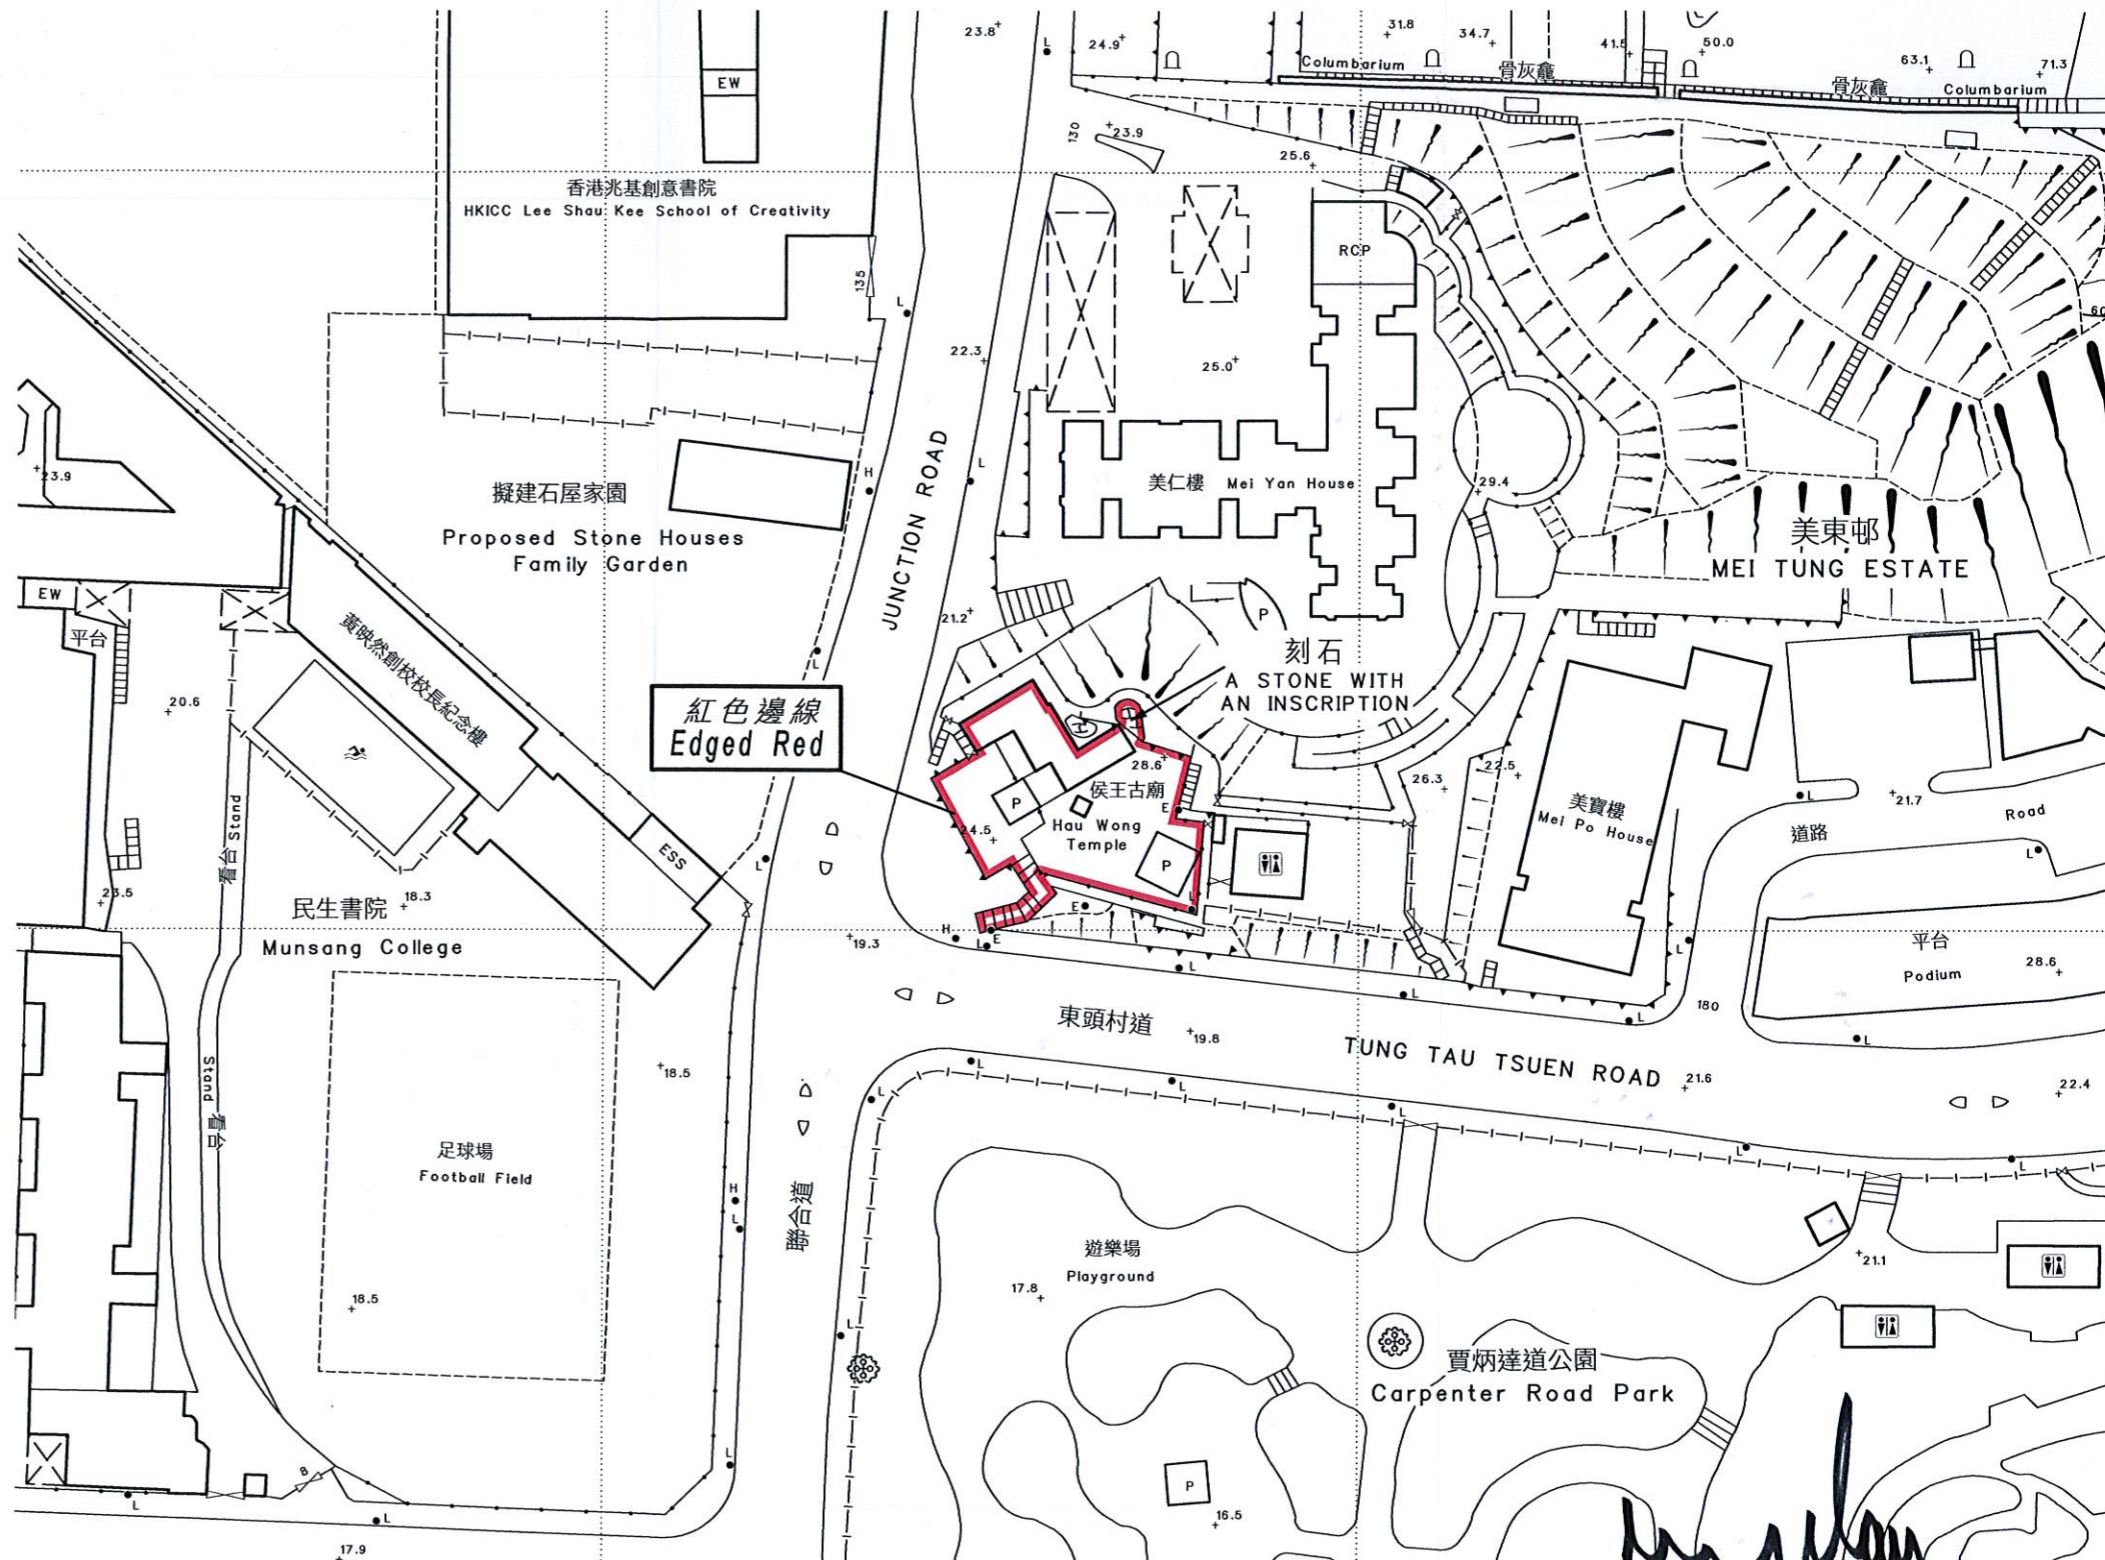 23.8
24.9
31.8
34.7
41.5
50.0
63.1
71.3
L
Columbarium
骨灰龕
骨灰龕
Columbarium
EW
130
23.9
25.6
香港兆基創意書院
HKICC Lee Shau Kee School of Creativity
RCP
135
L
22.3
25.0
60
JUNCTION ROAD
L
H
23.9
擬建石屋家園
Proposed Stone Houses
Family Garden
美仁樓 Mei Yan House
29.4
美東邨
MEI TUNG ESTATE
EW
平台
黃映然創校校長紀念樓
21.2
P
L
刻石
A STONE WITH
AN INSCRIPTION
紅色邊線
Edged Red
20.6
28.6
26.3
22.5
侯王古廟
Hau Wong
Temple
P
E
24.5
P
美寶樓
Mei Po House
L
21.7
道路
Road
L
看台 Stand
ESS
L
23.5
18.3
民生書院
Munsang College
19.3
H
L
E
E
L
L
L
L
平台
Podium
28.6
180
L
L
東頭村道
19.8
TUNG TAU TSUEN ROAD
21.6
22.4
18.5
L
L
L
L
L
L
Stand 看台
足球場
Football Field
H
L
聯合道
遊樂場
Playground
17.8
21.1
18.5
L
賈炳達道公園
Carpenter Road Park
P
16.5
L
8
L
L
17.9